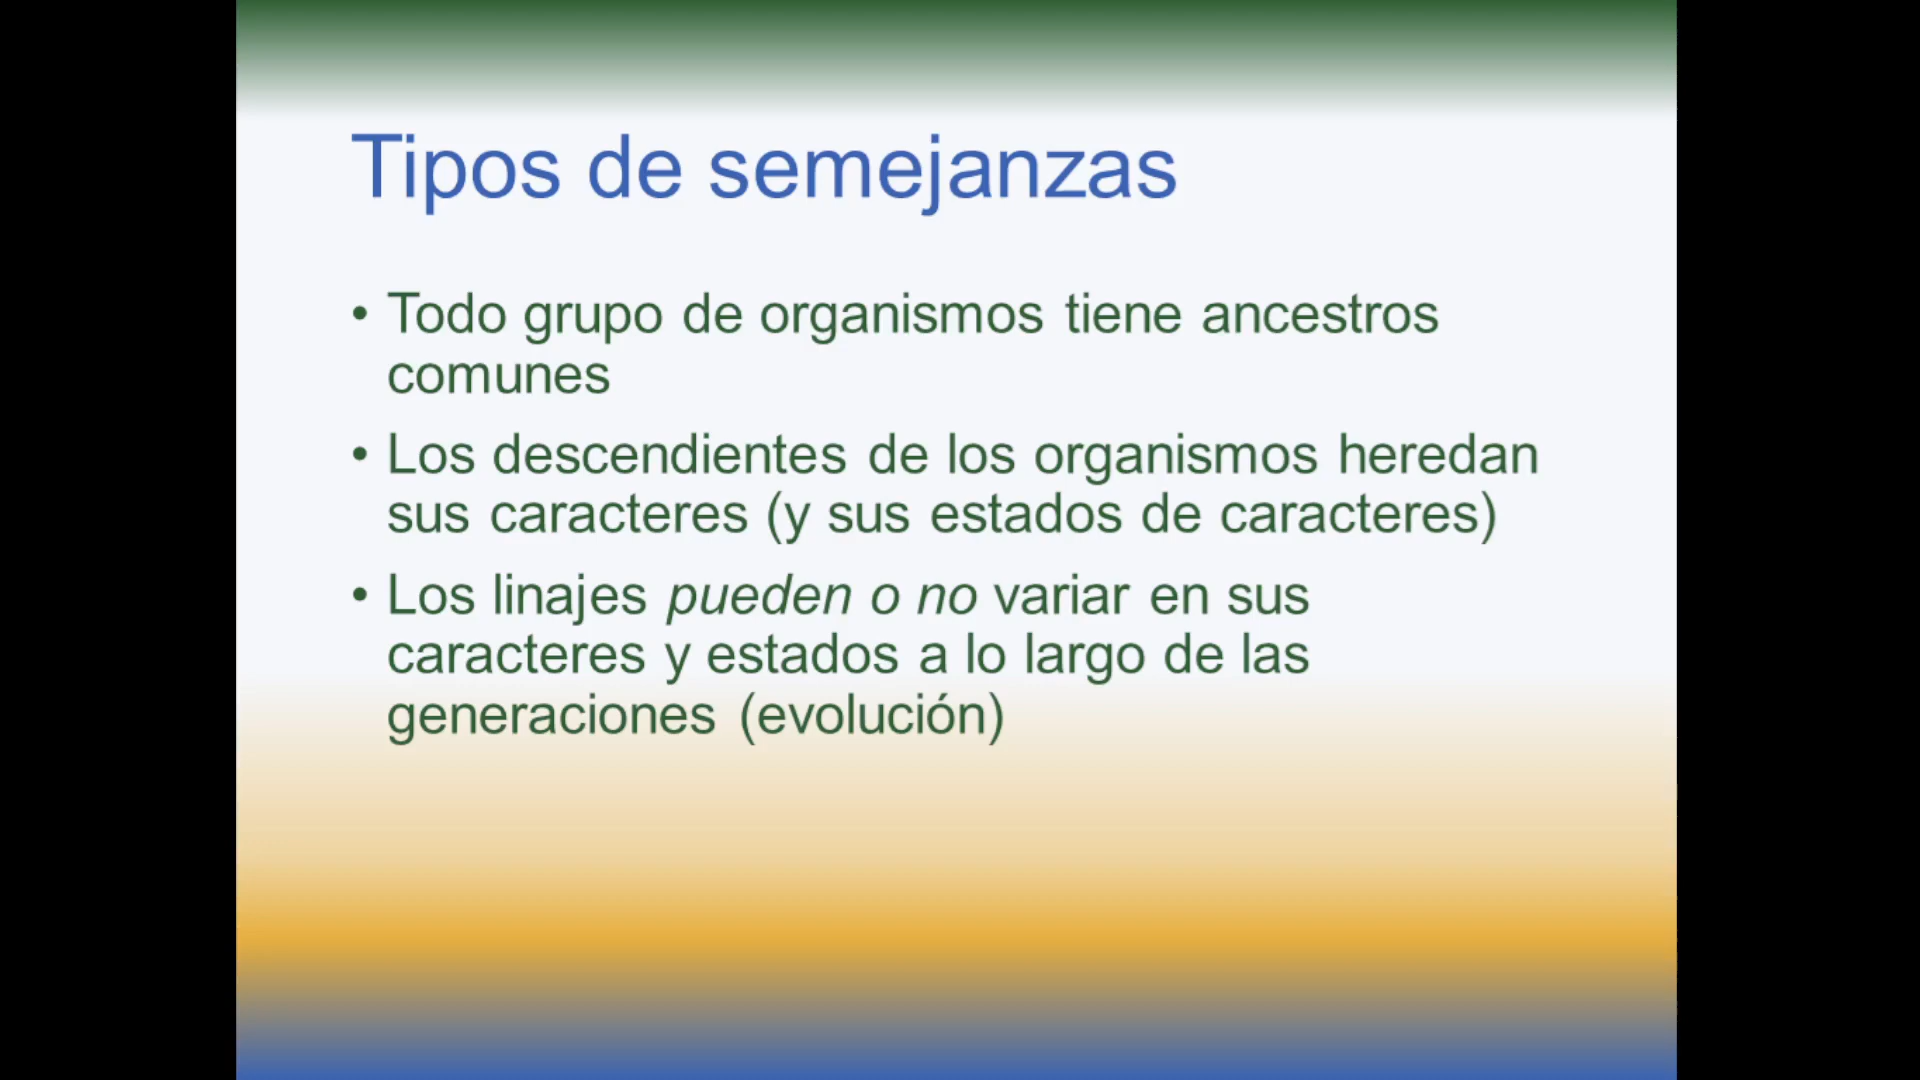 Tipos de semejanzas
• Todo grupo de organismos tiene ancestros
comunes
• Los descendientes de los organismos heredan
sus caracteres (y sus estados de caracteres)
• Los linajes pueden o no variar en sus
caracteres y estados a lo largo de las
generaciones (evolución)